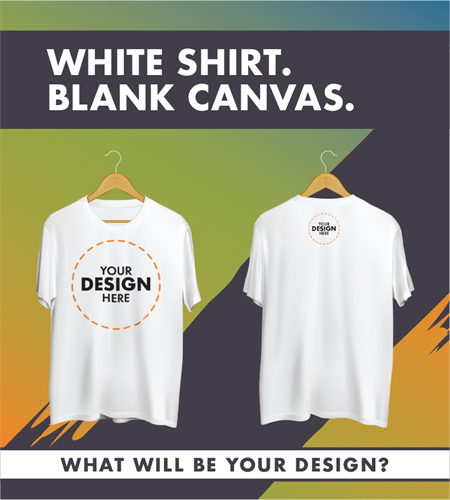 WHITE SHIRT.
BLANK CANVAS.
YOUR
DESIGN
HERE
YOUR
DESIGN
HERE
WHAT WILL BE YOUR DESIGN?